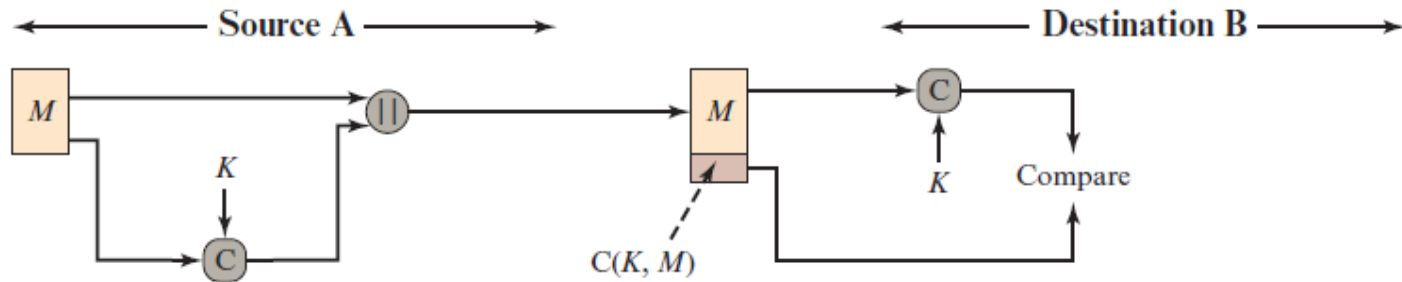 Source A
Destination B
M
||
K
C
M
C(K, M)
C
K
Compare